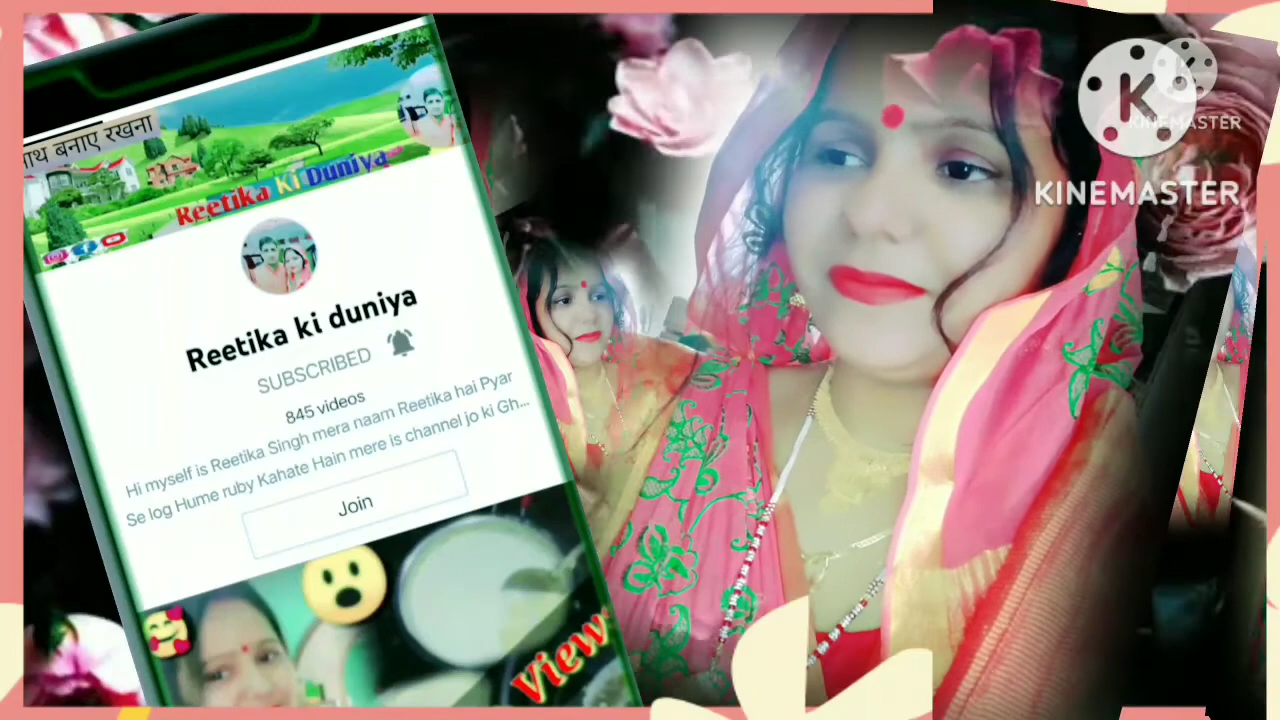 साथ बनाए रखना
Reetika ki Duniya
Reetika ki duniya
SUBSCRIBED
845 videos
Hi myself is Reetika Singh mera naam Reetika hai Pyar
Se log Hume ruby Kahate Hain mere is channel jo ki Gh...
Join
View
KINEMASTER
KINEMASTER